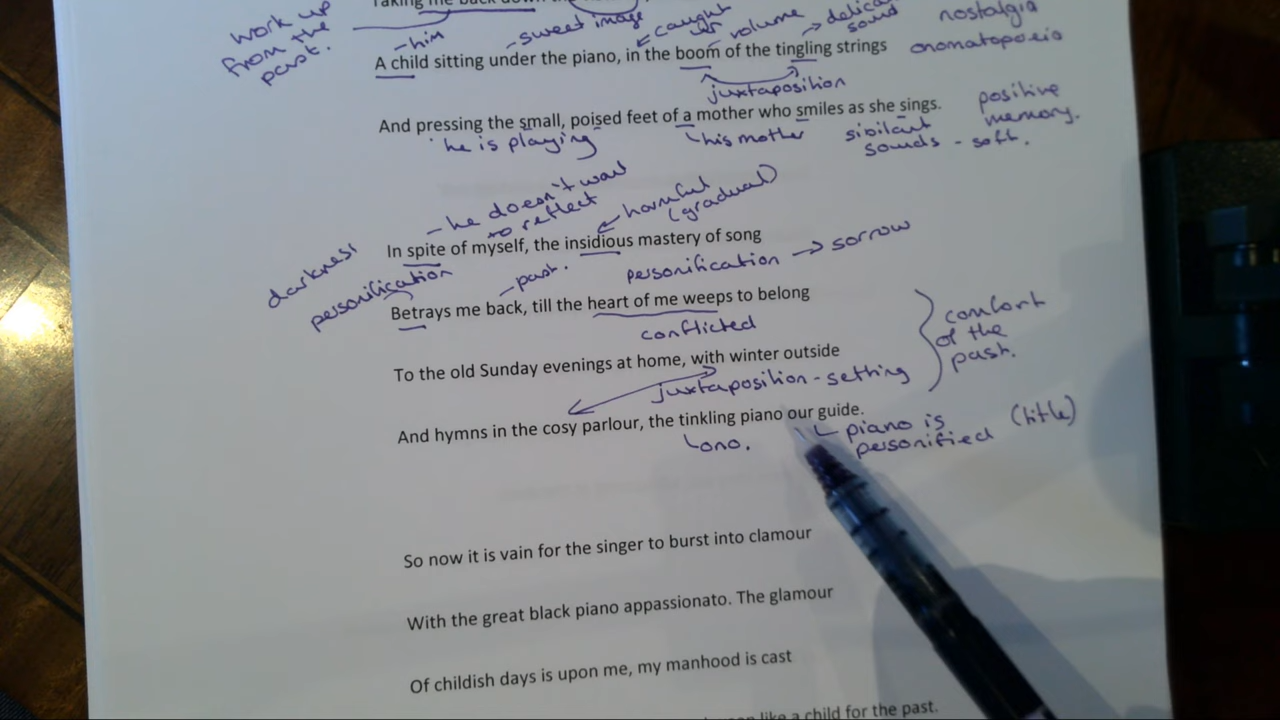 Taking me back down the
work up
from the
past.
- him
- sweet image
caught
volume
→ delicate
sound
nostalgia
A child sitting under the piano, in the boom of the tingling strings
onomatopoeia
juxtaposition
And pressing the small, poised feet of a mother who smiles as she sings.
positive
memory.
he is playing
his mother
sibilant
sounds - soft.
- he doesn't want
to reflect
harmful
(gradual)
In spite of myself, the insidious mastery of song
darkness
personification
- past.
personification → sorrow
Betrays me back, till the heart of me weeps to belong
conflicted
comfort
of the
past.
To the old Sunday evenings at home, with winter outside
juxtaposition - setting
And hymns in the cosy parlour, the tinkling piano our guide.
ono.
piano is
personified
(title)
So now it is vain for the singer to burst into clamour
With the great black piano appassionato. The glamour
Of childish days is upon me, my manhood is cast
like a child for the past.